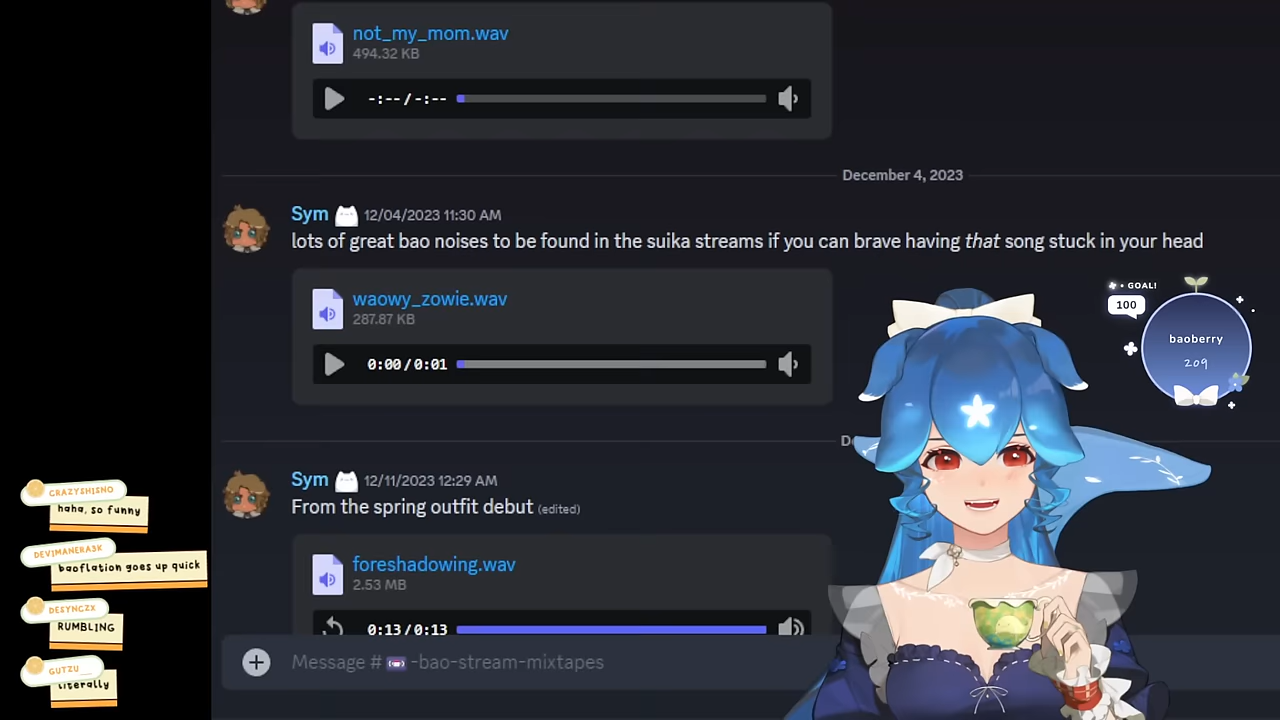 not_my_mom.wav
494.32 KB
-:-- / -:--
December 4, 2023
Sym 12/04/2023 11:30 AM
lots of great bao noises to be found in the suika streams if you can brave having that song stuck in your head
waowy_zowie.wav
287.87 KB
0:00 / 0:01
• GOAL!
100
baoberry
209
De
Sym 12/11/2023 12:29 AM
From the spring outfit debut (edited)
foreshadowing.wav
2.53 MB
0:13 / 0:13
Message # -bao-stream-mixtapes
CRAZYSHISNO
haha, so funny
DEVIMANERA3K
baoflation goes up quick
DESYNCZX
RUMBLING
GUTZU__
literally